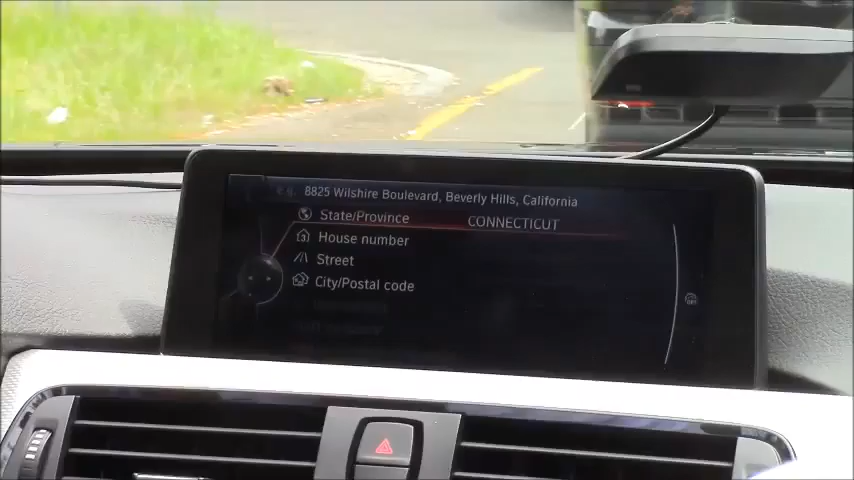 E.g. 8825 Wilshire Boulevard, Beverly Hills, California
State/Province CONNECTICUT
House number
Street
City/Postal code